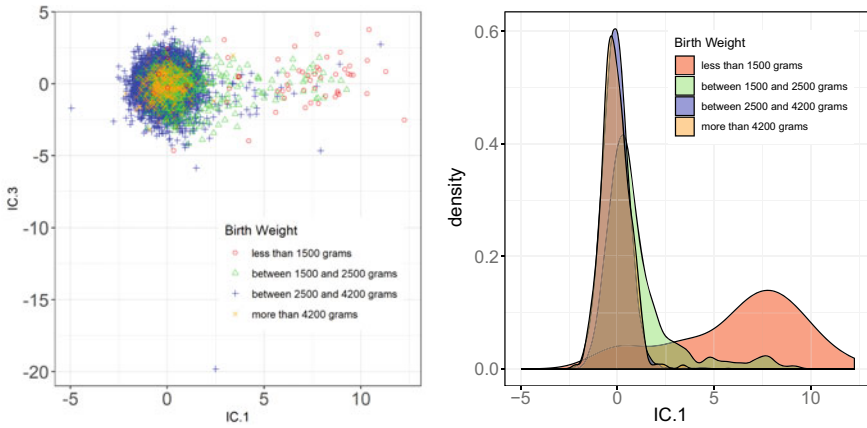 5
0
-5
-10
-15
-20
IC.3
-5
0
5
10
IC.1
Birth Weight
less than 1500 grams
between 1500 and 2500 grams
between 2500 and 4200 grams
more than 4200 grams
0.6
0.4
0.2
0.0
density
−5
0
5
10
IC.1
Birth Weight
less than 1500 grams
between 1500 and 2500 grams
between 2500 and 4200 grams
more than 4200 grams